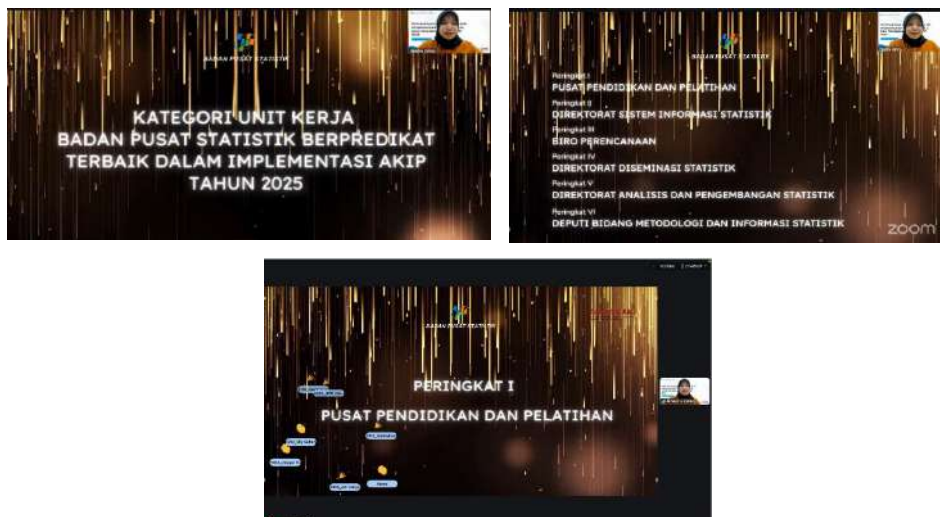 BADAN PUSAT STATISTIK
KATEGORI UNIT KERJA
BADAN PUSAT STATISTIK BERPREDIKAT
TERBAIK DALAM IMPLEMENTASI AKIP
TAHUN 2025
BADAN PUSAT STATISTIK
Peringkat I
PUSAT PENDIDIKAN DAN PELATIHAN
Peringkat II
DIREKTORAT SISTEM INFORMASI STATISTIK
Peringkat III
BIRO PERENCANAAN
Peringkat IV
DIREKTORAT DISEMINASI STATISTIK
Peringkat V
DIREKTORAT ANALISIS DAN PENGEMBANGAN STATISTIK
Peringkat VI
DEPUTI BIDANG METODOLOGI DAN INFORMASI STATISTIK
zoom
BADAN PUSAT STATISTIK
PERINGKAT I
PUSAT PENDIDIKAN DAN PELATIHAN